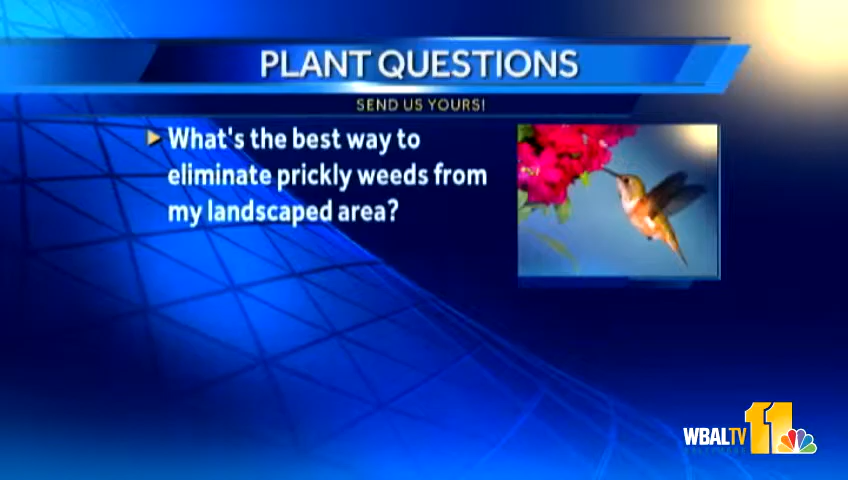 PLANT QUESTIONS
SEND US YOURS!
What's the best way to
eliminate prickly weeds from
my landscaped area?
WBALTV 11